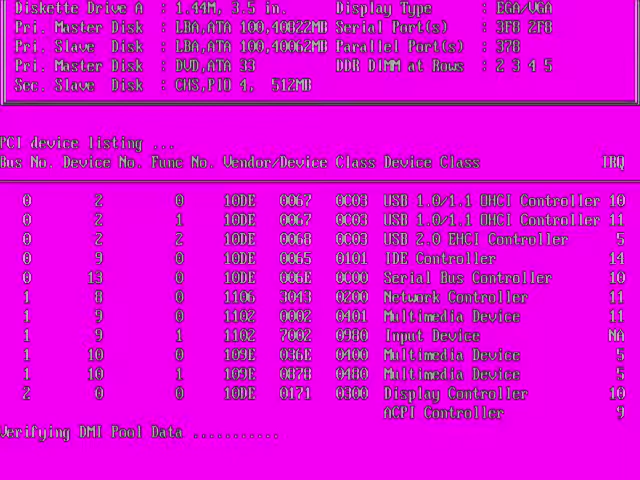 Diskette Drive A : 1.44M, 3.5 in. Display Type : EGA/VGA
Pri. Master Disk : LBA,ATA 100,40822MB Serial Port(s) : 3F8 2F8
Pri. Slave Disk : LBA,ATA 100,40062MB Parallel Port(s) : 378
Pri. Master Disk : DVD,ATA 33 DDR DIMM at Rows : 2 3 4 5
Sec. Slave Disk : CHS,PIO 4, 512MB
PCI device listing ...
Bus No. Device No. Func No. Vendor/Device Class Device Class IRQ
0 2 0 10DE 0067 0C03 USB 1.0/1.1 OHCI Controller 10
0 2 1 10DE 0067 0C03 USB 1.0/1.1 OHCI Controller 11
0 2 2 10DE 0068 0C03 USB 2.0 EHCI Controller 5
0 9 0 10DE 0065 0101 IDE Controller 14
0 13 0 10DE 006E 0C00 Serial Bus Controller 10
1 8 0 1106 3043 0200 Network Controller 11
1 9 0 1102 0002 0401 Multimedia Device 11
1 9 1 1102 7002 0980 Input Device NA
1 10 0 109E 036E 0400 Multimedia Device 5
1 10 1 109E 0878 0480 Multimedia Device 5
2 0 0 10DE 0171 0300 Display Controller 10
ACPI Controller 9
Verifying DMI Pool Data ...........